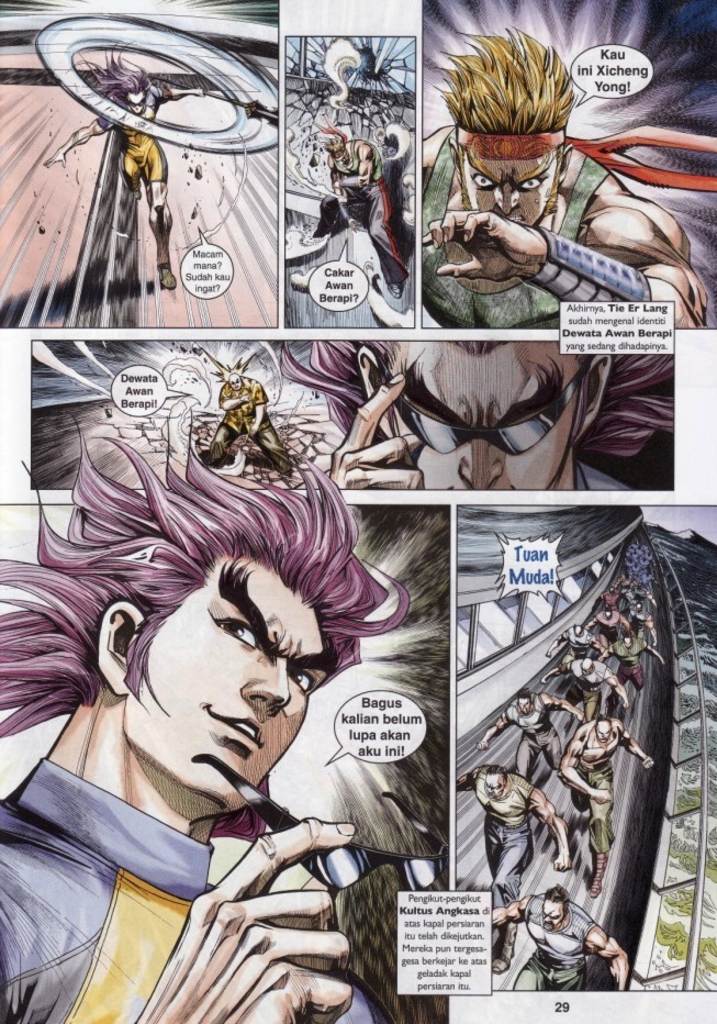 Macam
mana?
Sudah kau
ingat?
Cakar
Awan
Berapi?
Kau
ini Xicheng
Yong!
Akhirnya, Tie Er Lang
sudah mengenal identiti
Dewata Awan Berapi
yang sedang dihadapinya.
Dewata
Awan
Berapi!
Bagus
kalian belum
lupa akan
aku ini!
Tuan
Muda!
Pengikut-pengikut
Kultus Angkasa di
atas kapal persiaran
itu telah dikejutkan.
Mereka pun tergesa-
gesa berkejar ke atas
geladak kapal
persiaran itu.
29